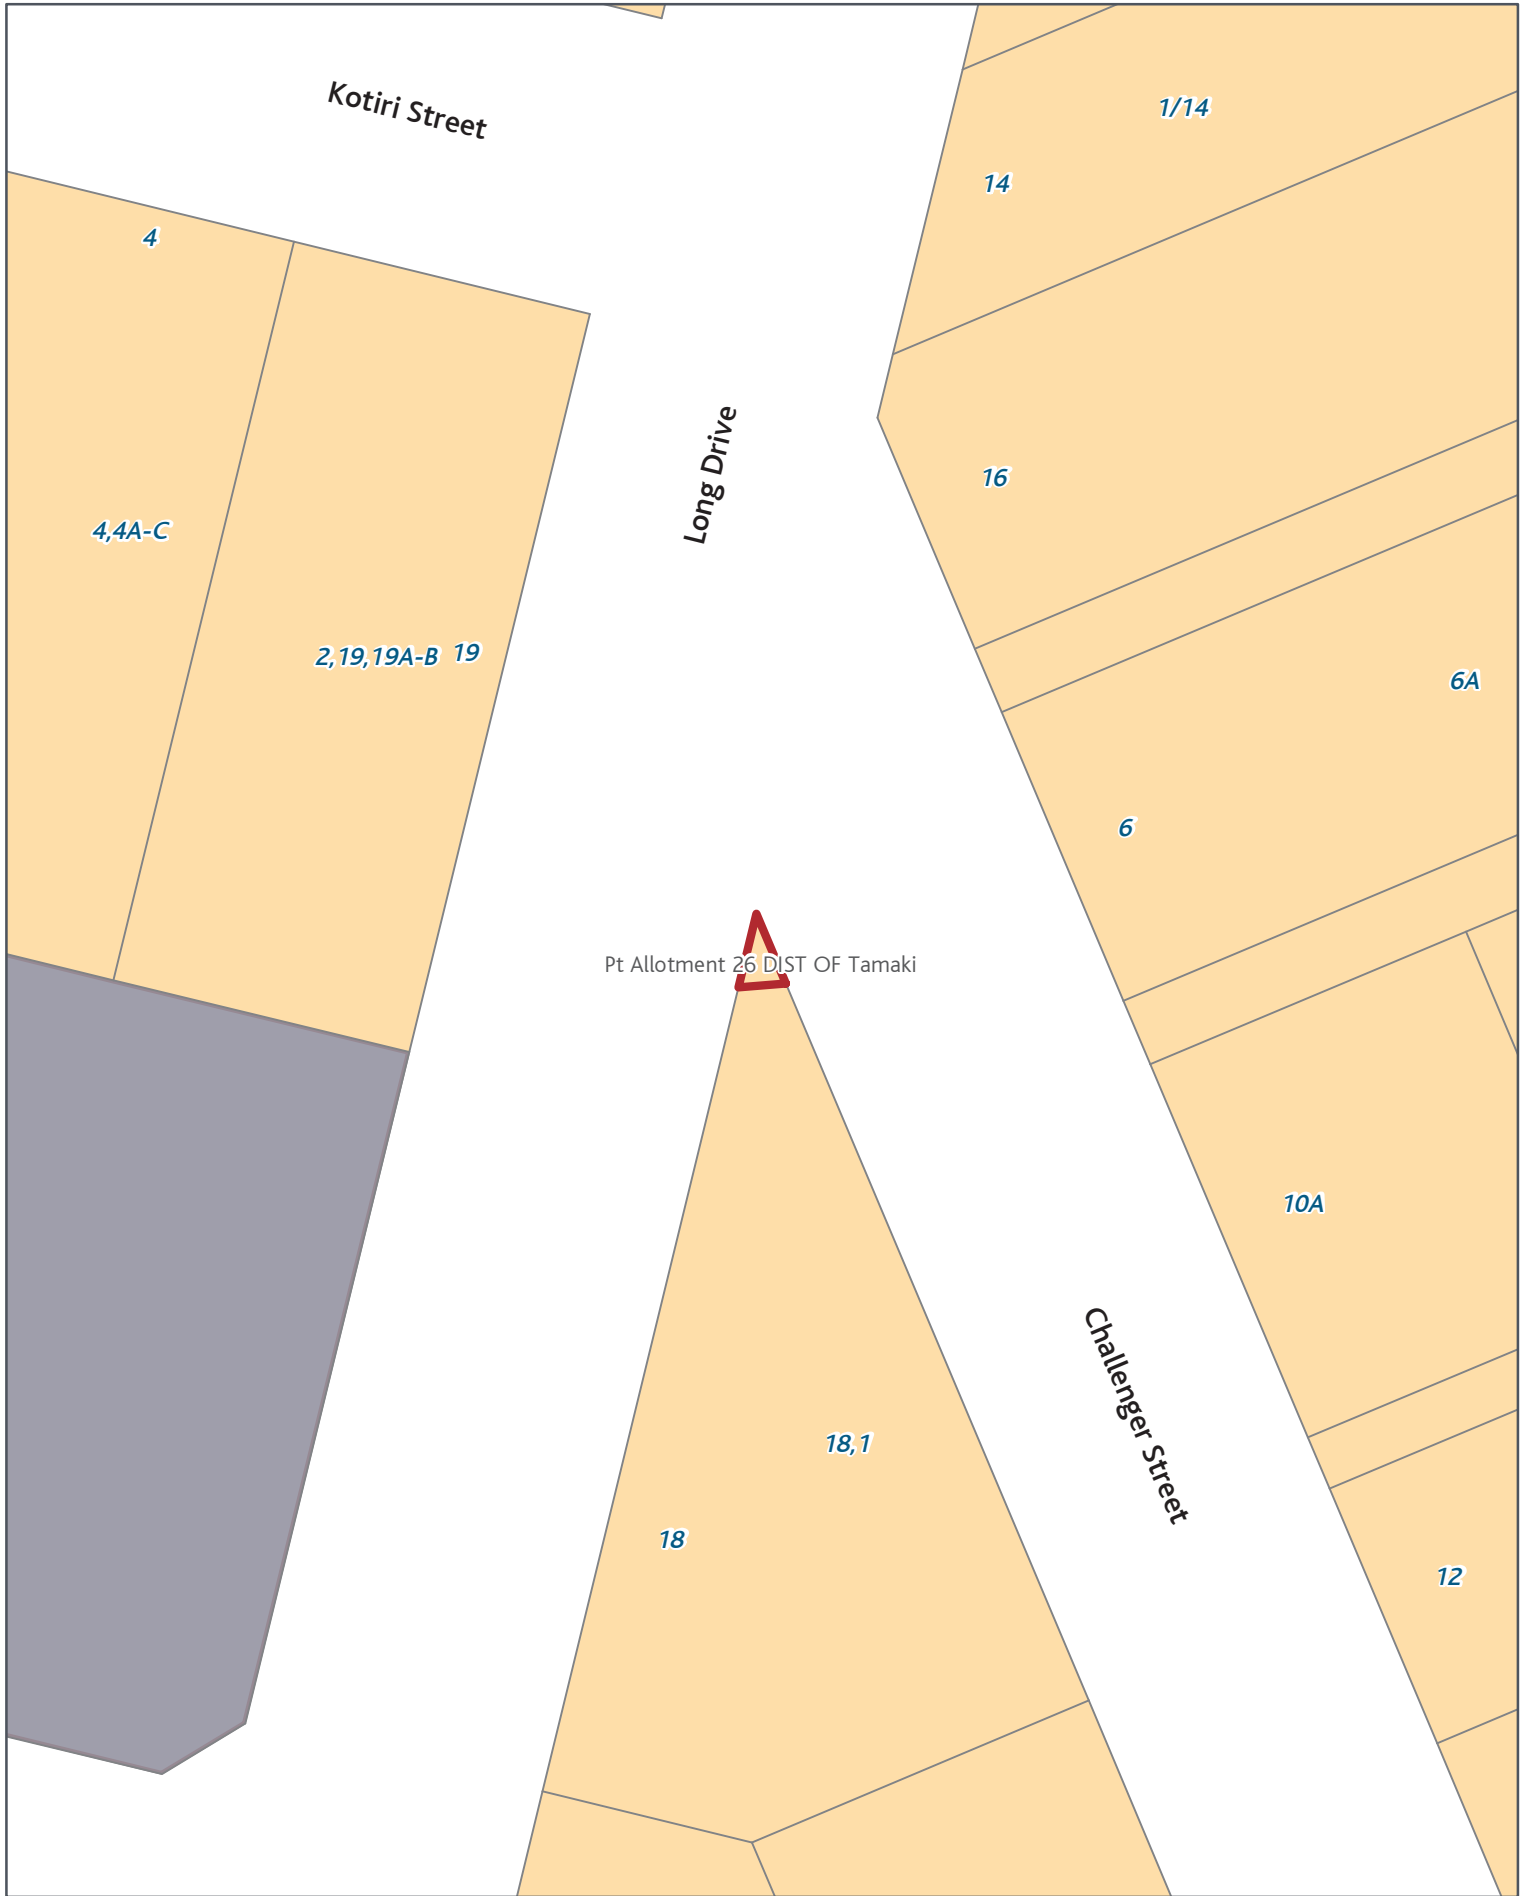 Kotiri Street
1/14
14
4
Long Drive
16
4,4A-C
2,19,19A-B
19
6A
6
Pt Allotment 26 DIST OF Tamaki
10A
Challenger Street
18,1
18
12